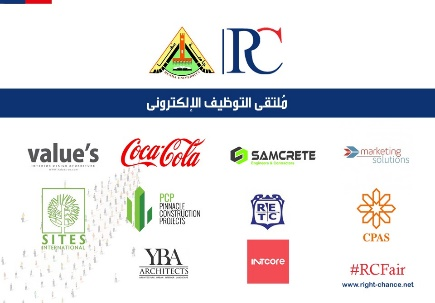 RC
مُلتقى التوظيف الإلكترونى
value's
Coca-Cola
SAMCRETE
marketing
solutions
SITES
INTERNATIONAL
PCP
PINNACLE
CONSTRUCTION
PROJECTS
RETC
CPAS
YBA
ARCHITECTS
INTCORE
#RCFair
www.right-chance.net